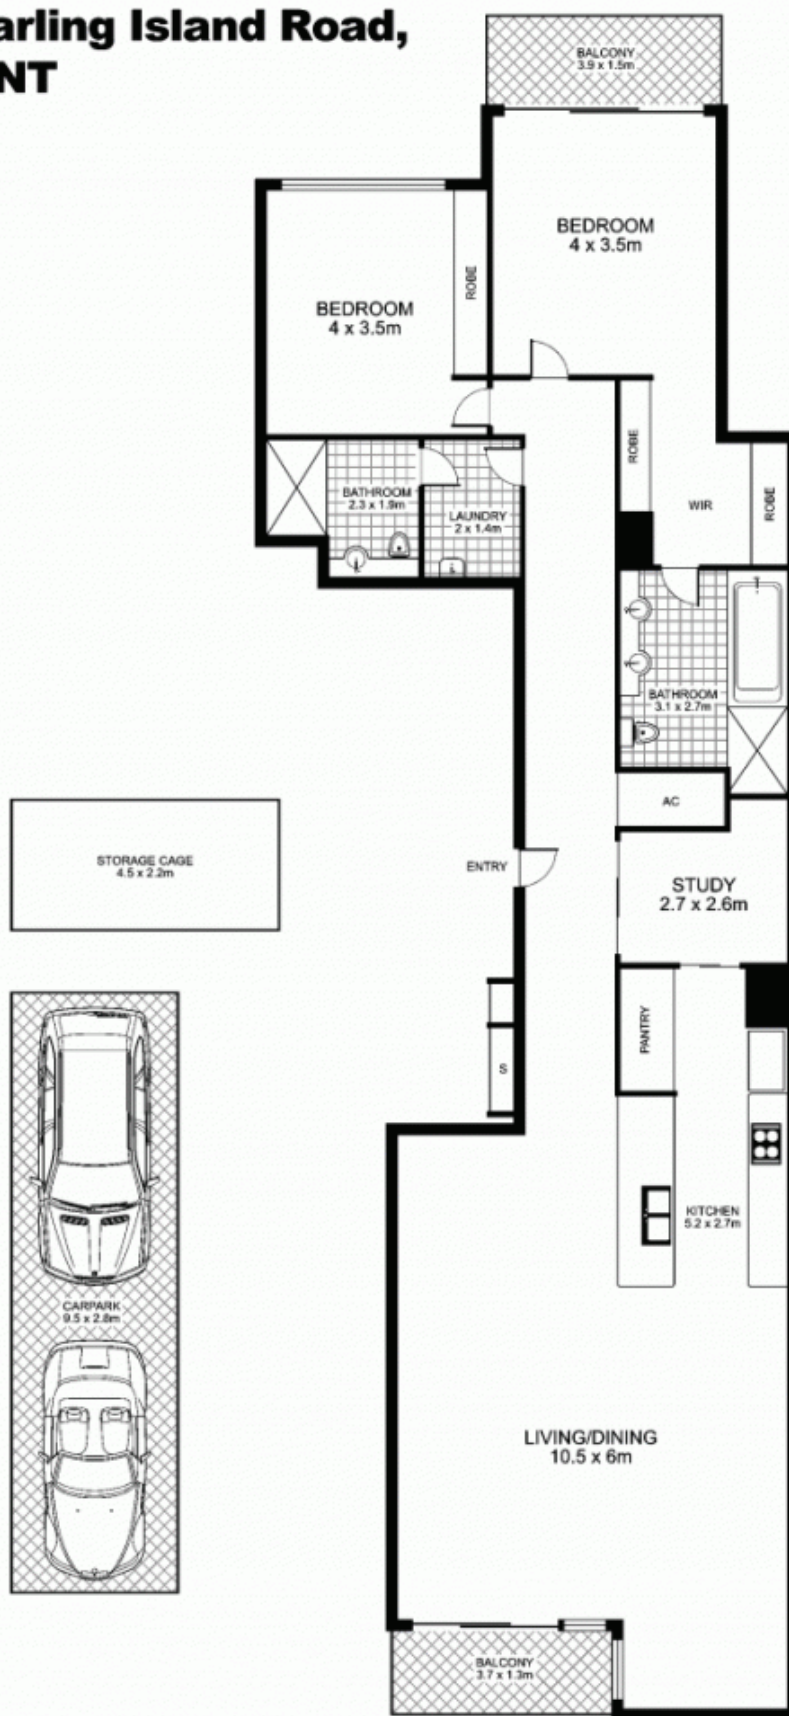 arling Island Road,
NT
BALCONY
3.9 x 1.5m
BEDROOM
4 x 3.5m
BEDROOM
4 x 3.5m
ROBE
ROBE
WIR
ROBE
BATHROOM
2.3 x 1.9m
LAUNDRY
2 x 1.4m
BATHROOM
3.1 x 2.7m
AC
STORAGE CAGE
4.5 x 2.2m
ENTRY
STUDY
2.7 x 2.6m
PANTRY
S
KITCHEN
5.2 x 2.7m
CARPARK
9.5 x 2.8m
LIVING/DINING
10.5 x 6m
BALCONY
3.7 x 1.3m